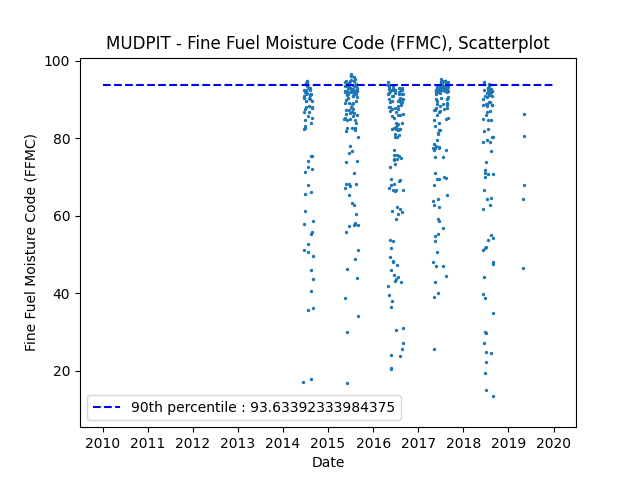 MUDPIT - Fine Fuel Moisture Code (FFMC), Scatterplot
Fine Fuel Moisture Code (FFMC)
100
80
60
40
20
90th percentile : 93.63392333984375
2010 2011 2012 2013 2014 2015 2016 2017 2018 2019 2020
Date